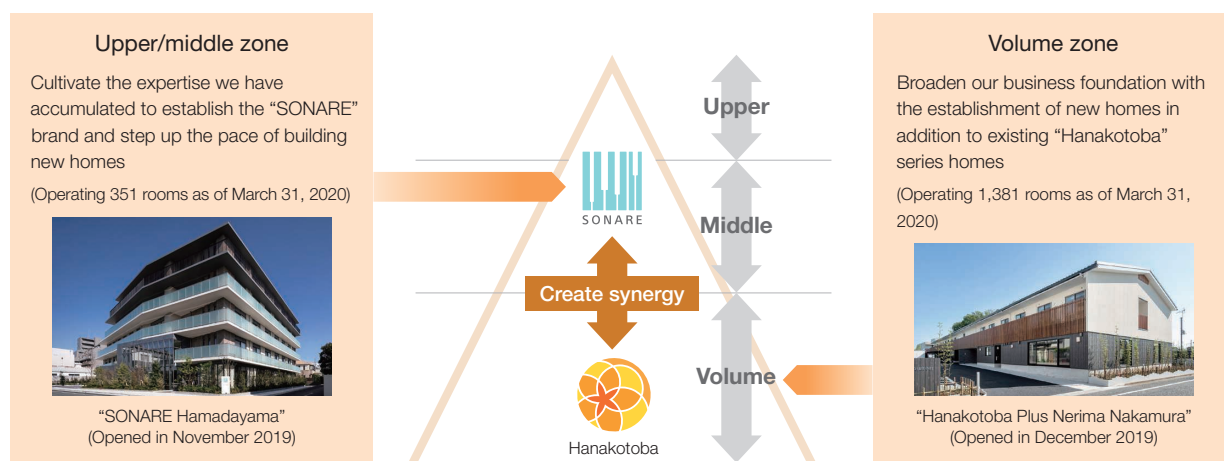 Upper/middle zone
Cultivate the expertise we have
accumulated to establish the “SONARE”
brand and step up the pace of building
new homes
(Operating 351 rooms as of March 31, 2020)
“SONARE Hamadayama”
(Opened in November 2019)
Upper
SONARE
Middle
Create synergy
Volume
Hanakotoba
Volume zone
Broaden our business foundation with
the establishment of new homes in
addition to existing “Hanakotoba”
series homes
(Operating 1,381 rooms as of March 31,
2020)
“Hanakotoba Plus Nerima Nakamura”
(Opened in December 2019)